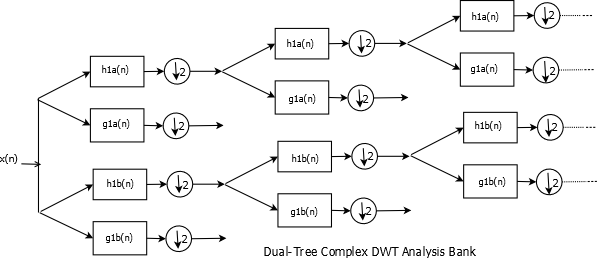 h1a(n) ↓2
h1a(n) ↓2
h1a(n) ↓2
g1a(n) ↓2
g1a(n) ↓2
g1a(n) ↓2
x(n)
h1b(n) ↓2
h1b(n) ↓2
h1b(n) ↓2
g1b(n) ↓2
g1b(n) ↓2
g1b(n) ↓2
Dual-Tree Complex DWT Analysis Bank